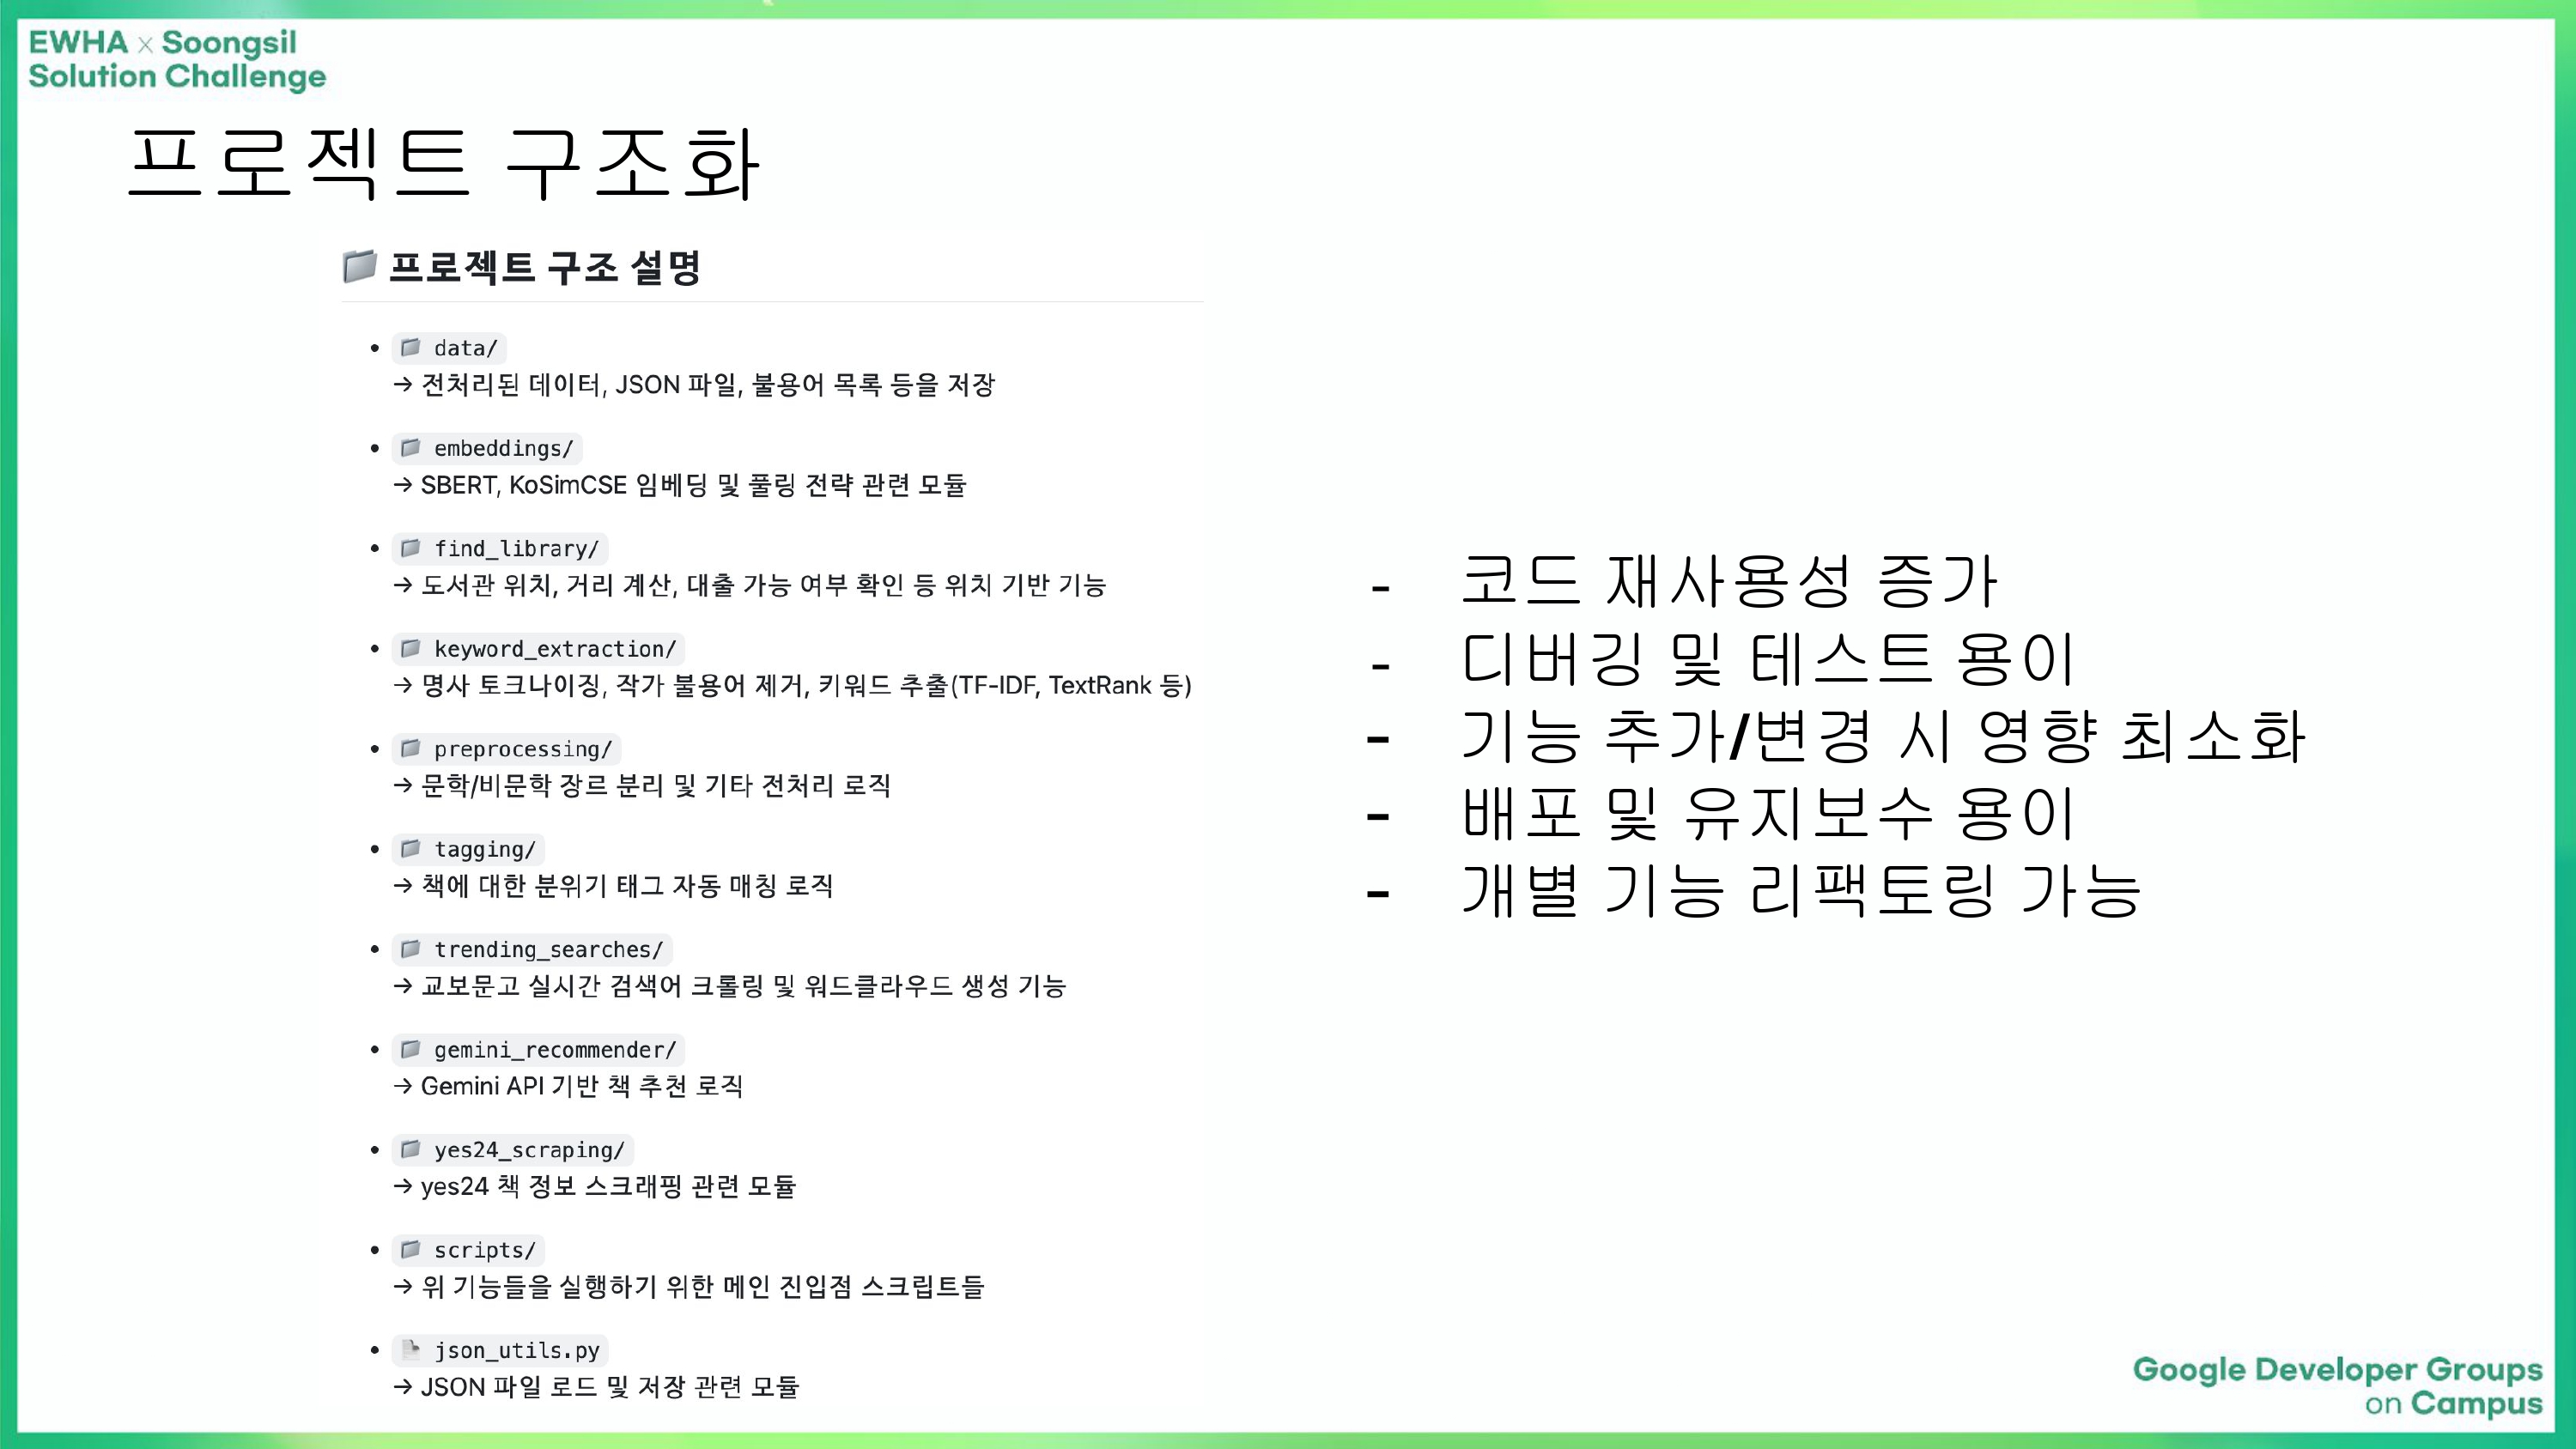 EWHA x Soongsil
Solution Challenge
프로젝트 구조화
프로젝트 구조 설명
data/
→ 전처리된 데이터, JSON 파일, 불용어 목록 등을 저장
embeddings/
→ SBERT, KoSimCSE 임베딩 및 풀링 전략 관련 모듈
find_library/
→ 도서관 위치, 거리 계산, 대출 가능 여부 확인 등 위치 기반 기능
keyword_extraction/
→ 명사 토크나이징, 작가 불용어 제거, 키워드 추출(TF-IDF, TextRank 등)
preprocessing/
→ 문학/비문학 장르 분리 및 기타 전처리 로직
tagging/
→ 책에 대한 분위기 태그 자동 매칭 로직
trending_searches/
→ 교보문고 실시간 검색어 크롤링 및 워드클라우드 생성 기능
gemini_recommender/
→ Gemini API 기반 책 추천 로직
yes24_scraping/
→ yes24 책 정보 스크래핑 관련 모듈
scripts/
→ 위 기능들을 실행하기 위한 메인 진입점 스크립트들
json_utils.py
→ JSON 파일 로드 및 저장 관련 모듈
- 코드 재사용성 증가
- 디버깅 및 테스트 용이
- 기능 추가/변경 시 영향 최소화
- 배포 및 유지보수 용이
- 개별 기능 리팩토링 가능
Google Developer Groups
on Campus